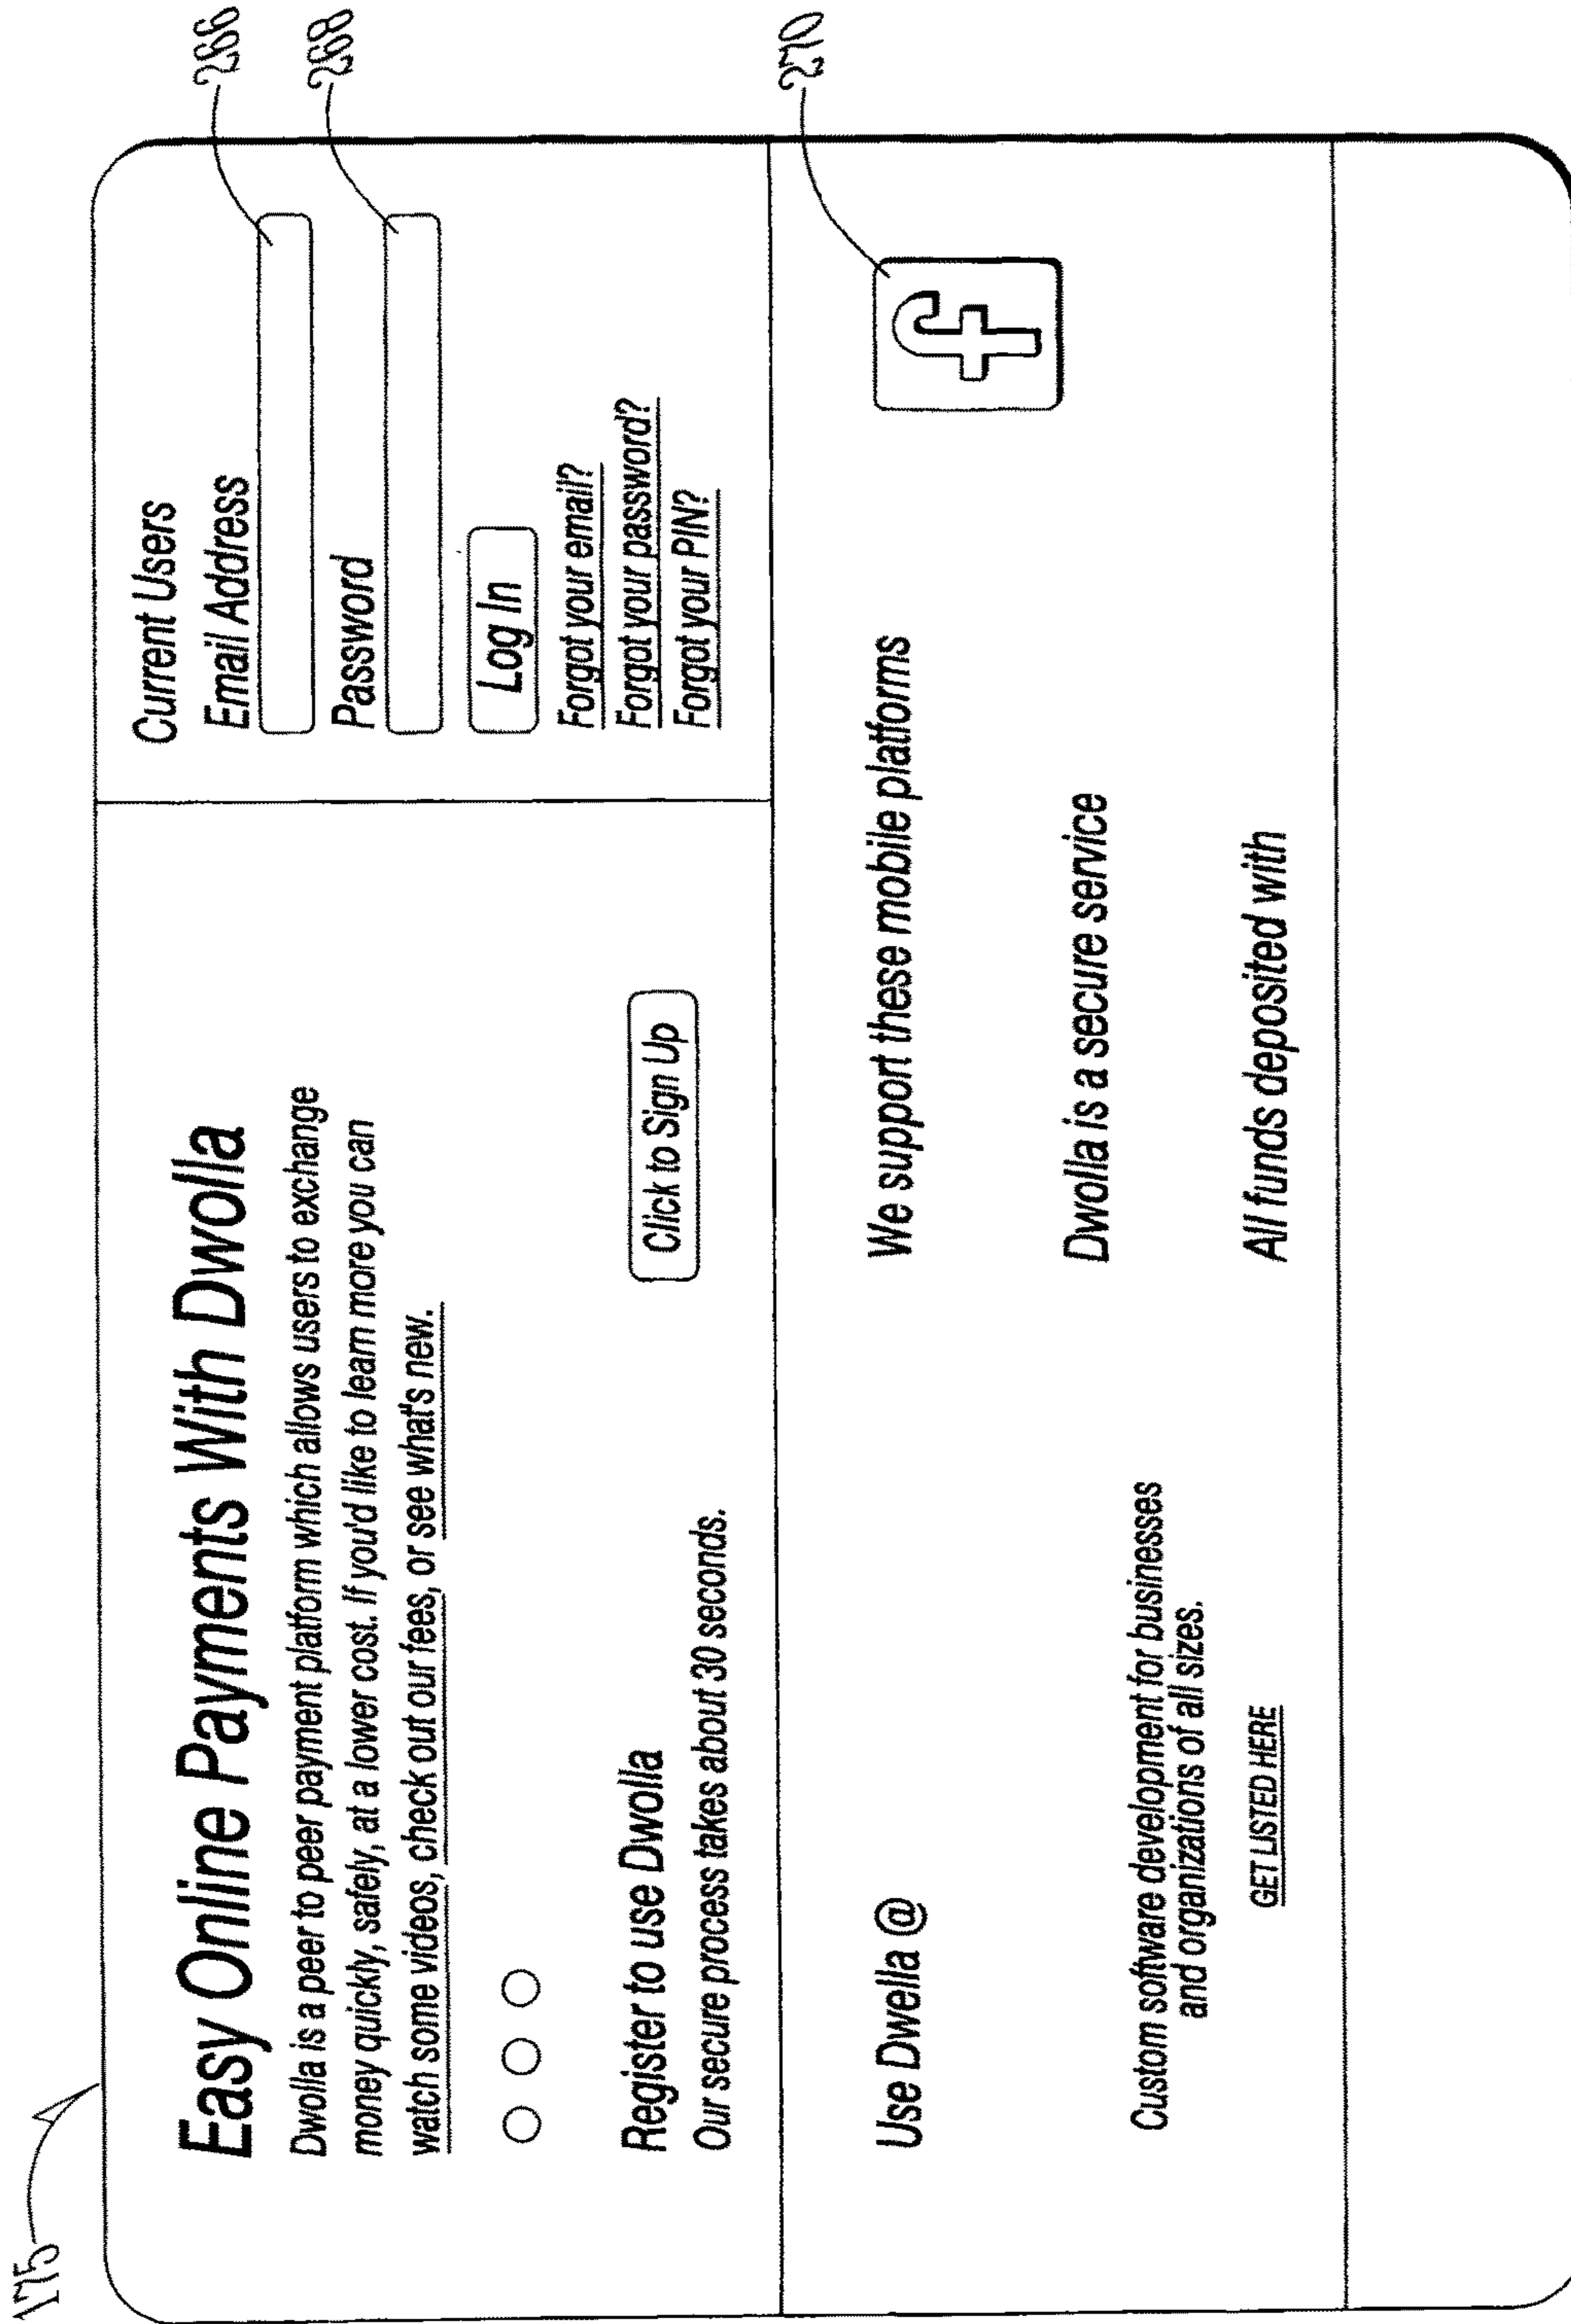 175
Easy Online Payments With Dwolla
Dwolla is a peer to peer payment platform which allows users to exchange
money quickly, safely, at a lower cost. If you'd like to learn more you can
watch some videos, check out our fees, or see what's new.
Register to use Dwolla
Our secure process takes about 30 seconds.
Click to Sign Up
Current Users
Email Address
266
Password
268
Log In
Forgot your email?
Forgot your password?
Forgot your PIN?
Use Dwella @
Custom software development for businesses
and organizations of all sizes.
GET LISTED HERE
We support these mobile platforms
Dwolla is a secure service
All funds deposited with
f
270